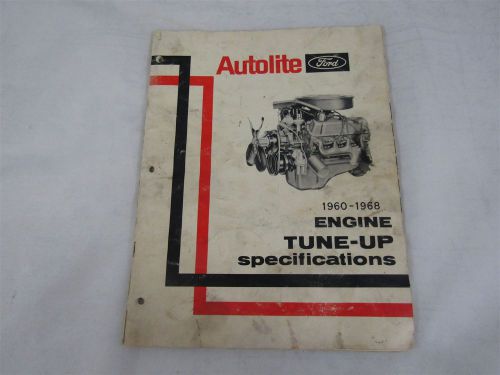 Autolite Ford
1960-1968
ENGINE
TUNE-UP
specifications